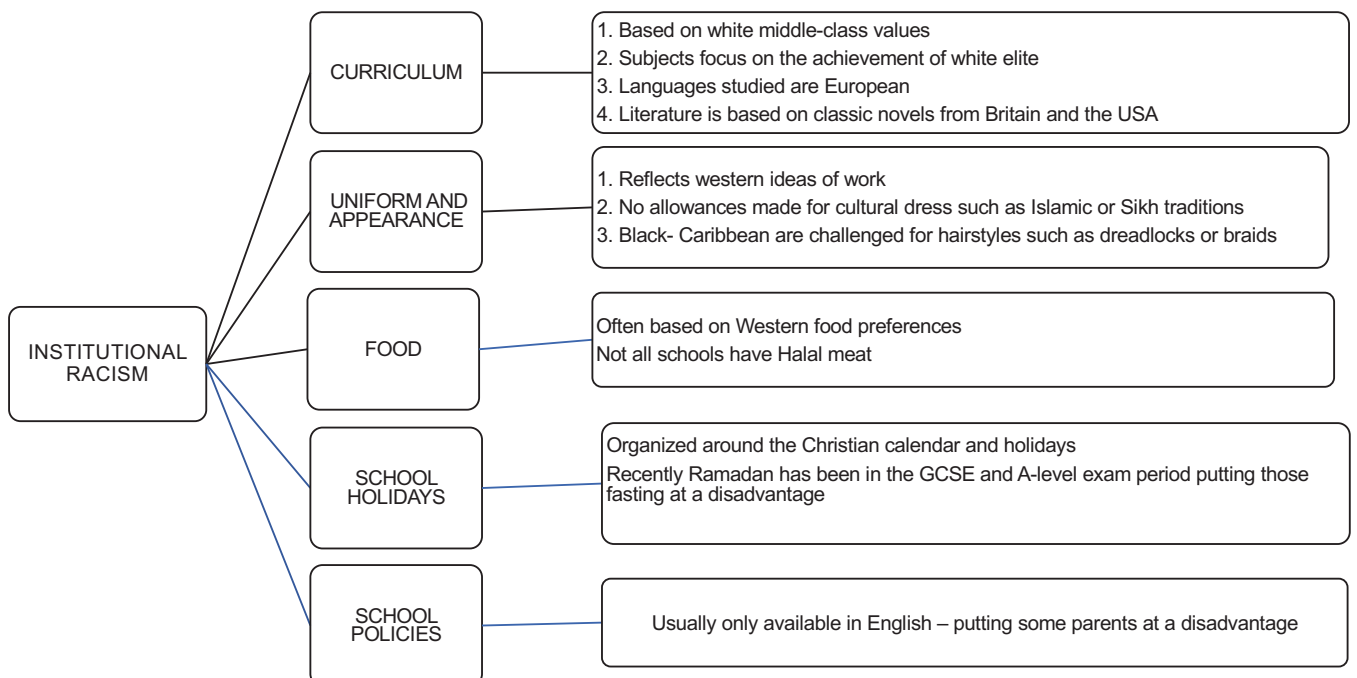 INSTITUTIONAL
RACISM
CURRICULUM
1. Based on white middle-class values
2. Subjects focus on the achievement of white elite
3. Languages studied are European
4. Literature is based on classic novels from Britain and the USA
UNIFORM AND
APPEARANCE
1. Reflects western ideas of work
2. No allowances made for cultural dress such as Islamic or Sikh traditions
3. Black- Caribbean are challenged for hairstyles such as dreadlocks or braids
FOOD
Often based on Western food preferences
Not all schools have Halal meat
SCHOOL
HOLIDAYS
Organized around the Christian calendar and holidays
Recently Ramadan has been in the GCSE and A-level exam period putting those
fasting at a disadvantage
SCHOOL
POLICIES
Usually only available in English – putting some parents at a disadvantage